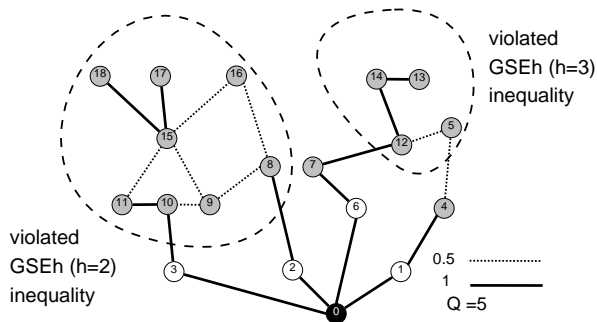 violated
GSEh (h=3)
inequality
18 17 16 14 13
15 12 5
8 7
11 10 9 6 4
violated
GSEh (h=2)
inequality
3 2 1
0
0.5
1
Q =5